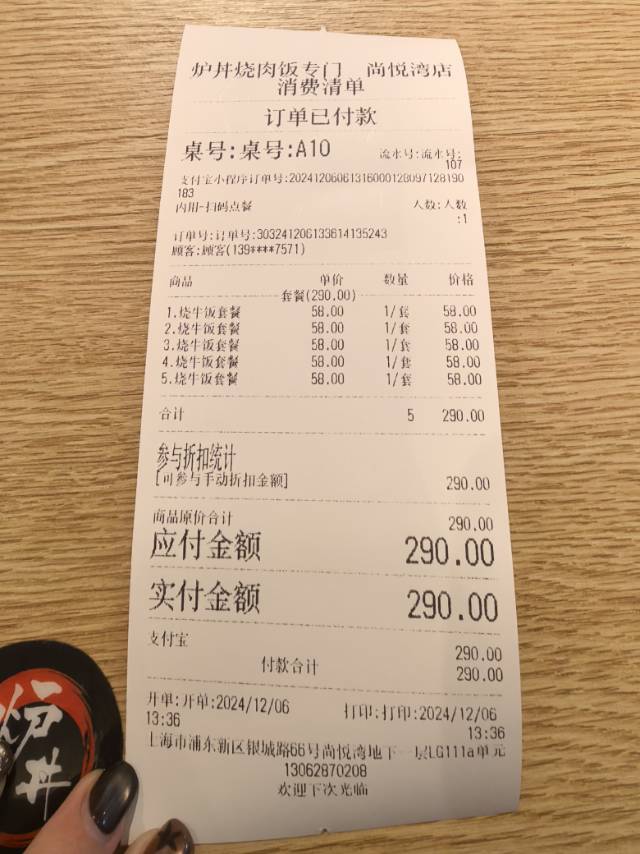 炉丼烧肉饭专门 尚悦湾店
消费清单
订单已付款
桌号:桌号:A10
流水号:流水号:
107
支付宝小程序订单号:2024120606131600012809712819​0
183
内用-扫码点餐
人数:人数
:1
订单号:订单号:303241206133614135243
顾客:顾客(139****7571)
商品 单价 数量 价格
套餐(290.00)
1.烧牛饭套餐 58.00 1/套 58.00
2.烧牛饭套餐 58.00 1/套 58.00
3.烧牛饭套餐 58.00 1/套 58.00
4.烧牛饭套餐 58.00 1/套 58.00
5.烧牛饭套餐 58.00 1/套 58.00
合计 5 290.00
参与折扣统计
[可参与手动折扣金额] 290.00
商品原价合计 290.00
应付金额 290.00
实付金额 290.00
支付宝 290.00
付款合计 290.00
开单:开单:2024/12/06
13:36
打印:打印:2024/12/06
13:36
上海市浦东新区银城路66号尚悦湾地下一层LG111a单元
13062870208
欢迎下次光临
炉丼